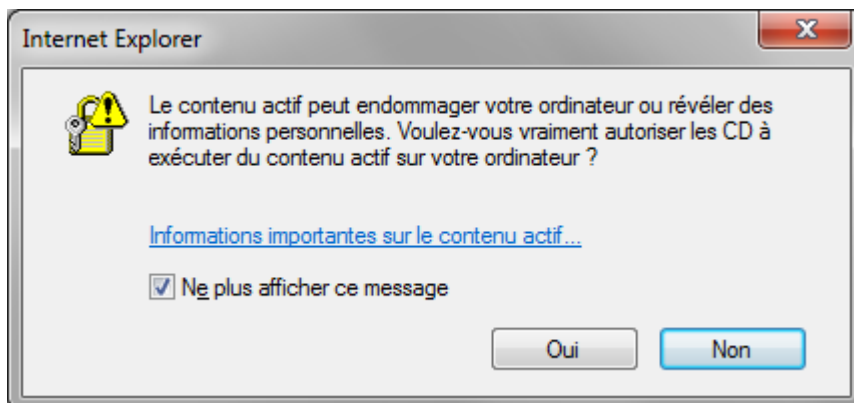 Internet Explorer
Le contenu actif peut endommager votre ordinateur ou révéler des
informations personnelles. Voulez-vous vraiment autoriser les CD à
exécuter du contenu actif sur votre ordinateur ?
Informations importantes sur le contenu actif...
Ne plus afficher ce message
Oui Non